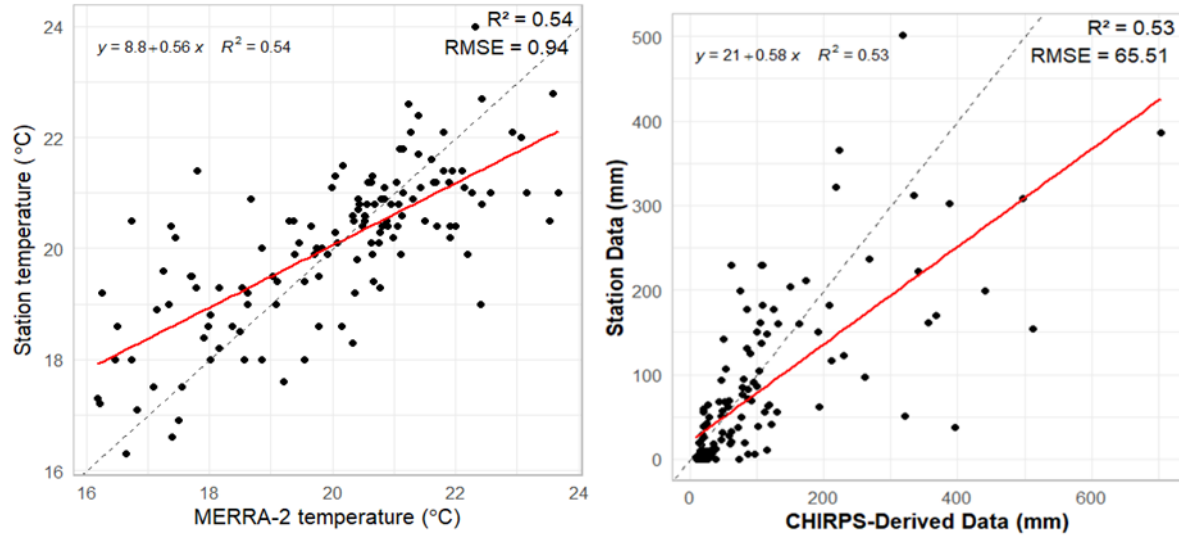 R² = 0.54
y = 8.8+0.56 x R² = 0.54
RMSE = 0.94
24
22
20
18
16
Station temperature (°C)
16 18 20 22 24
MERRA-2 temperature (°C)
R² = 0.53
y = 21+0.58 x R² = 0.53
RMSE = 65.51
500
400
300
200
100
0
Station Data (mm)
0 200 400 600
CHIRPS-Derived Data (mm)